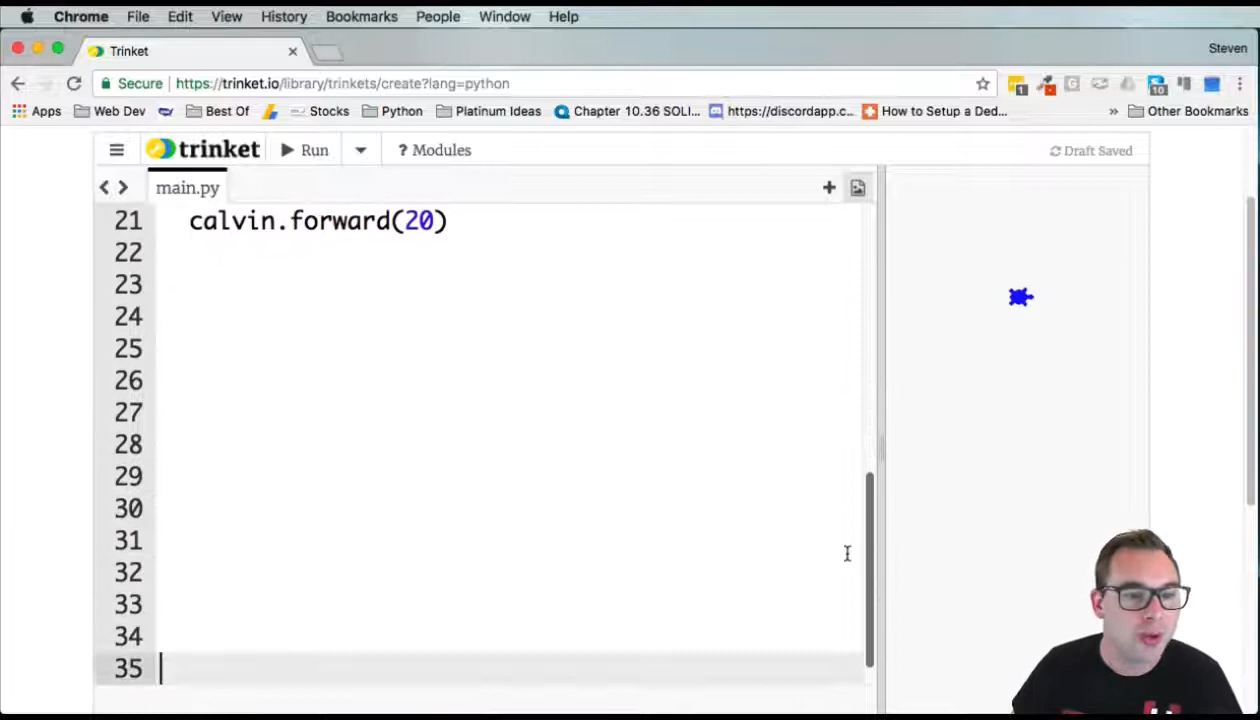 Chrome File Edit View History Bookmarks People Window Help
Trinket
Steven
Secure https://trinket.io/library/trinkets/create?lang=python
1
10
Apps Web Dev Best Of Stocks Python Platinum Ideas Chapter 10.36 SOLI... https://discordapp.c... How to Setup a Ded... » Other Bookmarks
trinket Run ? Modules Draft Saved
main.py
21 calvin.forward(20)
22
23
24
25
26
27
28
29
30
31
32
33
34
35